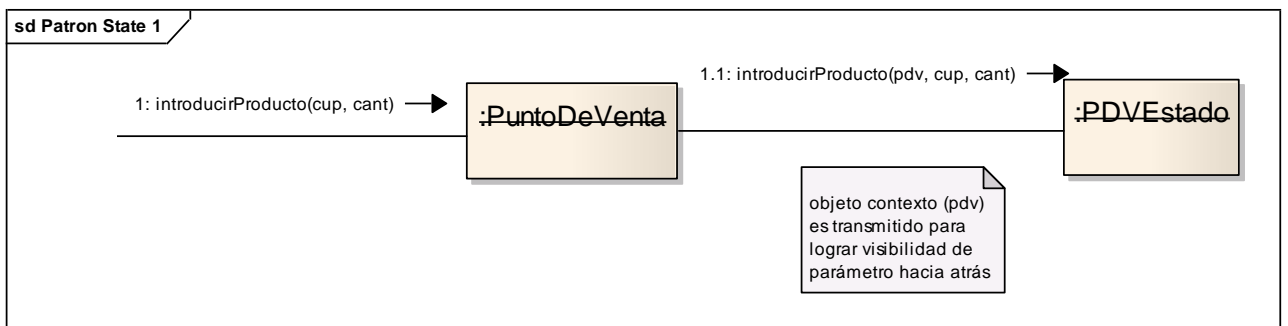 sd Patron State 1
1: introducirProducto(cup, cant)
:PuntoDeVenta
1.1: introducirProducto(pdv, cup, cant)
:PDVEstado
objeto contexto (pdv)
es transmitido para
lograr visibilidad de
parámetro hacia atrás